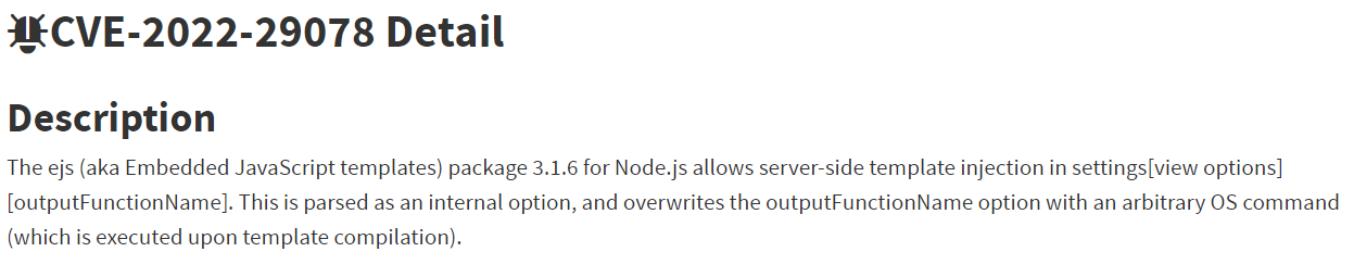 CVE-2022-29078 Detail
Description
The ejs (aka Embedded JavaScript templates) package 3.1.6 for Node.js allows server-side template injection in settings[view options]
[outputFunctionName]. This is parsed as an internal option, and overwrites the outputFunctionName option with an arbitrary OS command
(which is executed upon template compilation).